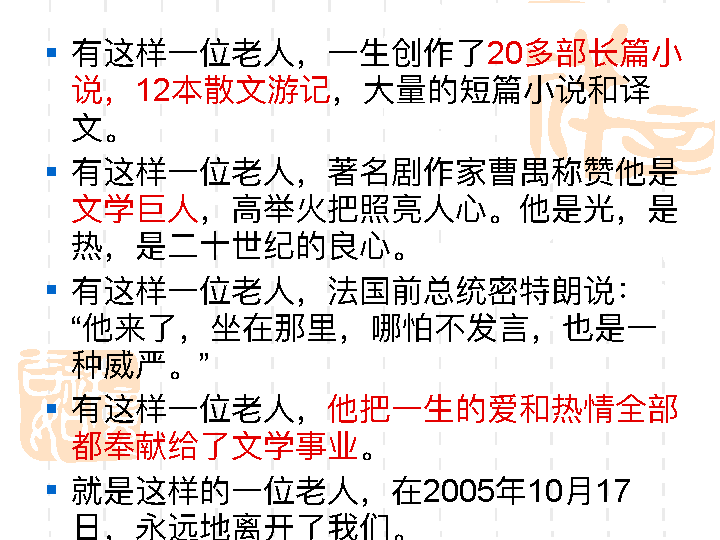 有这样一位老人，一生创作了20多部长篇小
说，12本散文游记，大量的短篇小说和译
文。
有这样一位老人，著名剧作家曹禺称赞他是
文学巨人，高举火把照亮人心。他是光，是
热，是二十世纪的良心。
有这样一位老人，法国前总统密特朗说：
“他来了，坐在那里，哪怕不发言，也是一
种威严。”
有这样一位老人，他把一生的爱和热情全部
都奉献给了文学事业。
就是这样的一位老人，在2005年10月17
日，永远地离开了我们。